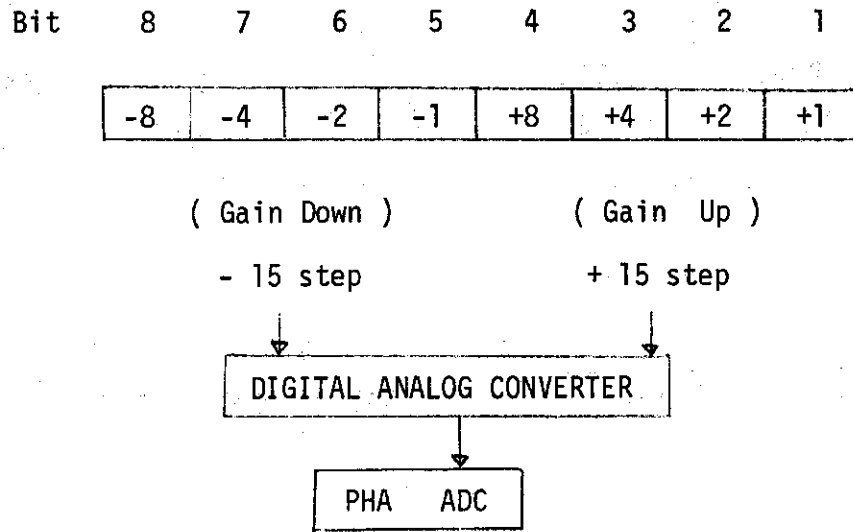 Bit 8 7 6 5 4 3 2 1
-8 -4 -2 -1 +8 +4 +2 +1
( Gain Down ) ( Gain Up )
- 15 step + 15 step
DIGITAL ANALOG CONVERTER
PHA ADC